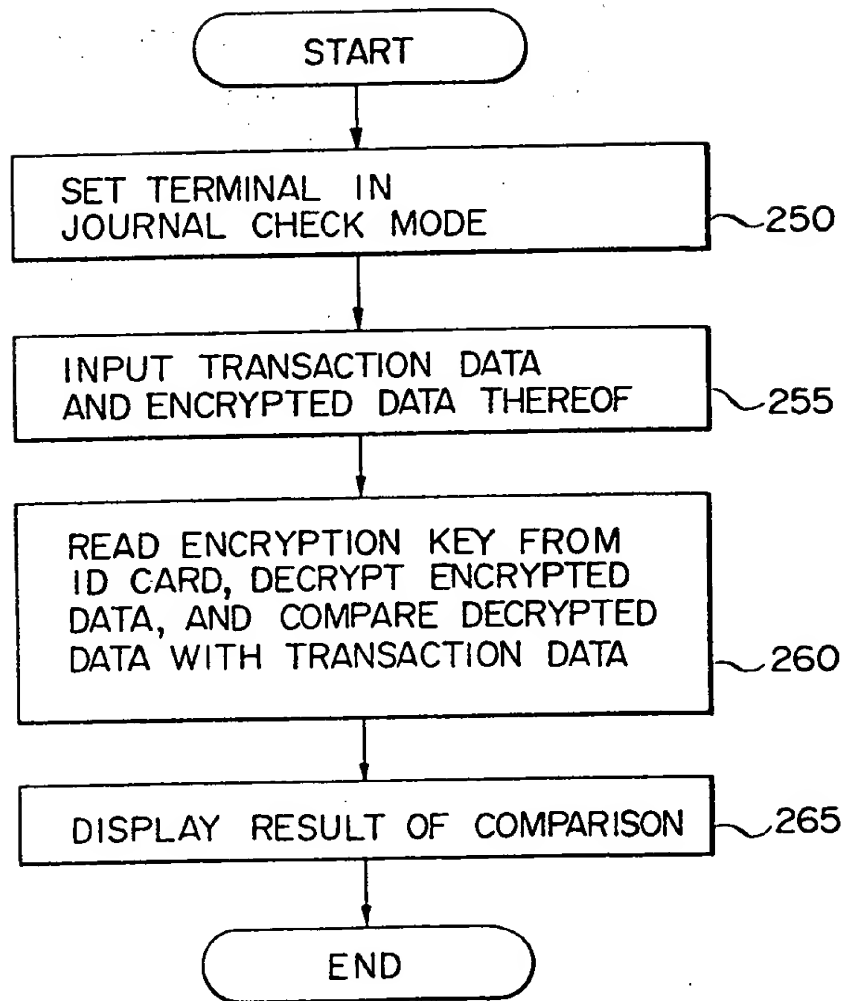 START
SET TERMINAL IN
JOURNAL CHECK MODE
250
INPUT TRANSACTION DATA
AND ENCRYPTED DATA THEREOF
255
READ ENCRYPTION KEY FROM
ID CARD, DECRYPT ENCRYPTED
DATA, AND COMPARE DECRYPTED
DATA WITH TRANSACTION DATA
260
DISPLAY RESULT OF COMPARISON
265
END